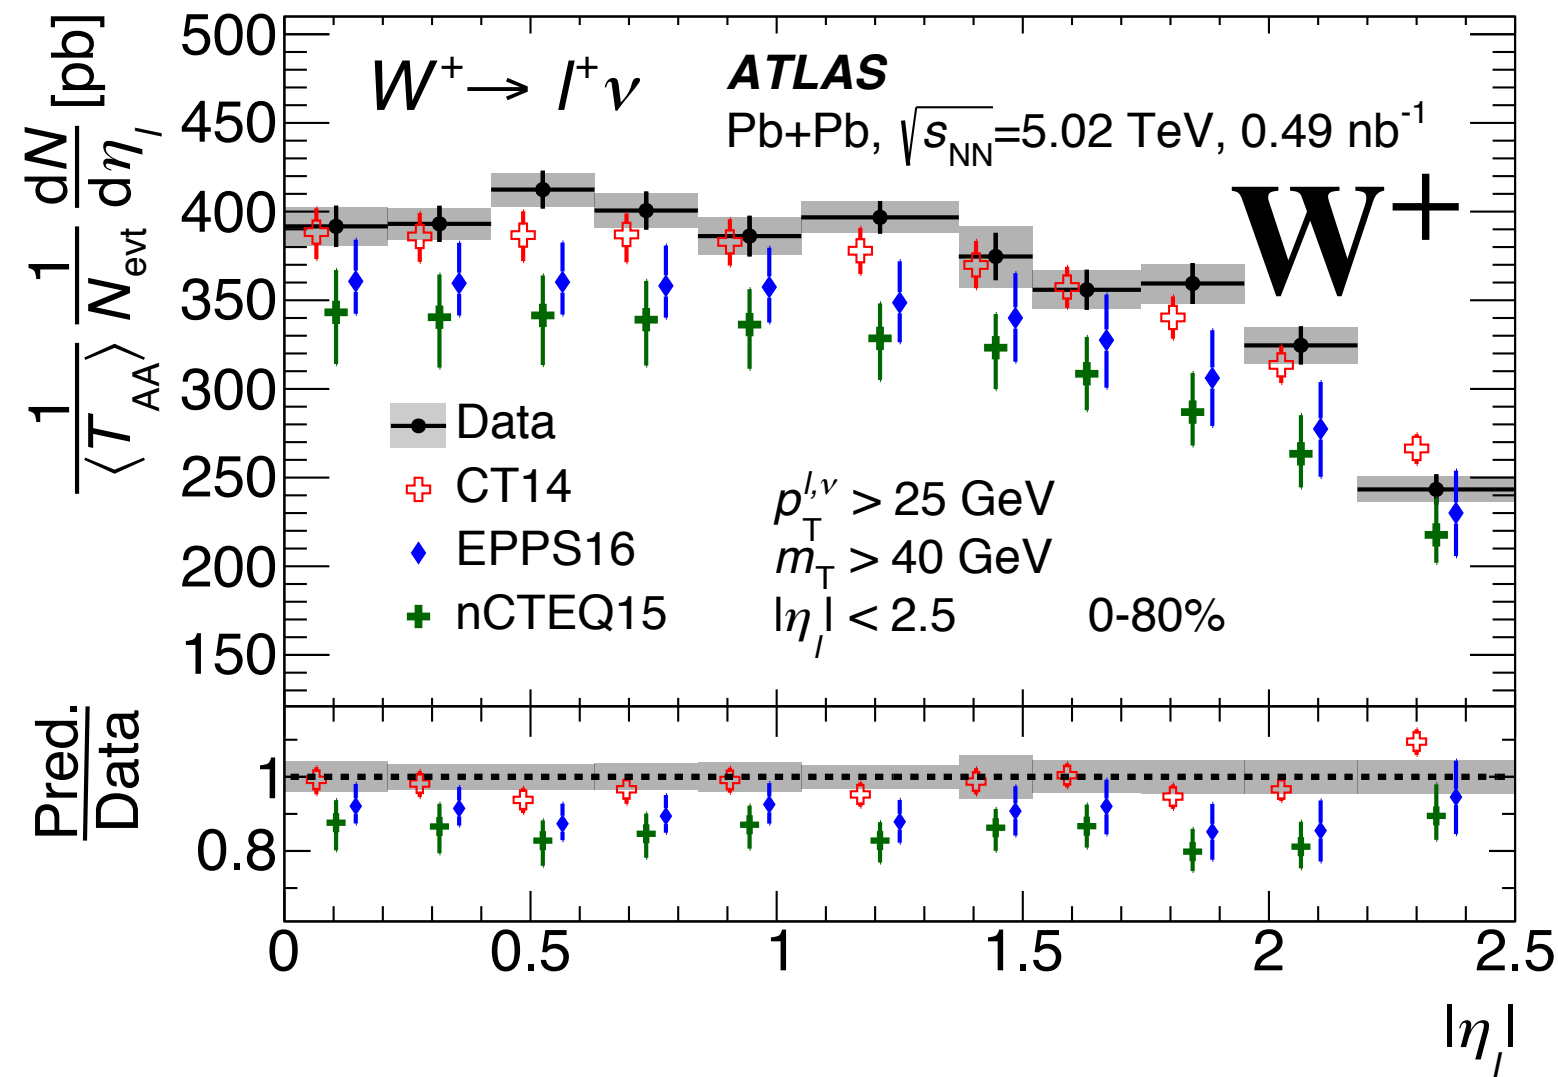 W⁺→ l⁺ν
ATLAS
Pb+Pb, √s_NN=5.02 TeV, 0.49 nb⁻¹
W⁺
1/⟨T_AA⟩ 1/N_evt dN/dη_l [pb]
500
450
400
350
300
250
200
150
Data
CT14
EPPS16
nCTEQ15
p_T^{l,ν} > 25 GeV
m_T > 40 GeV
|η_l| < 2.5
0-80%
Pred./Data
1
0.8
0 0.5 1 1.5 2 2.5
|η_l|